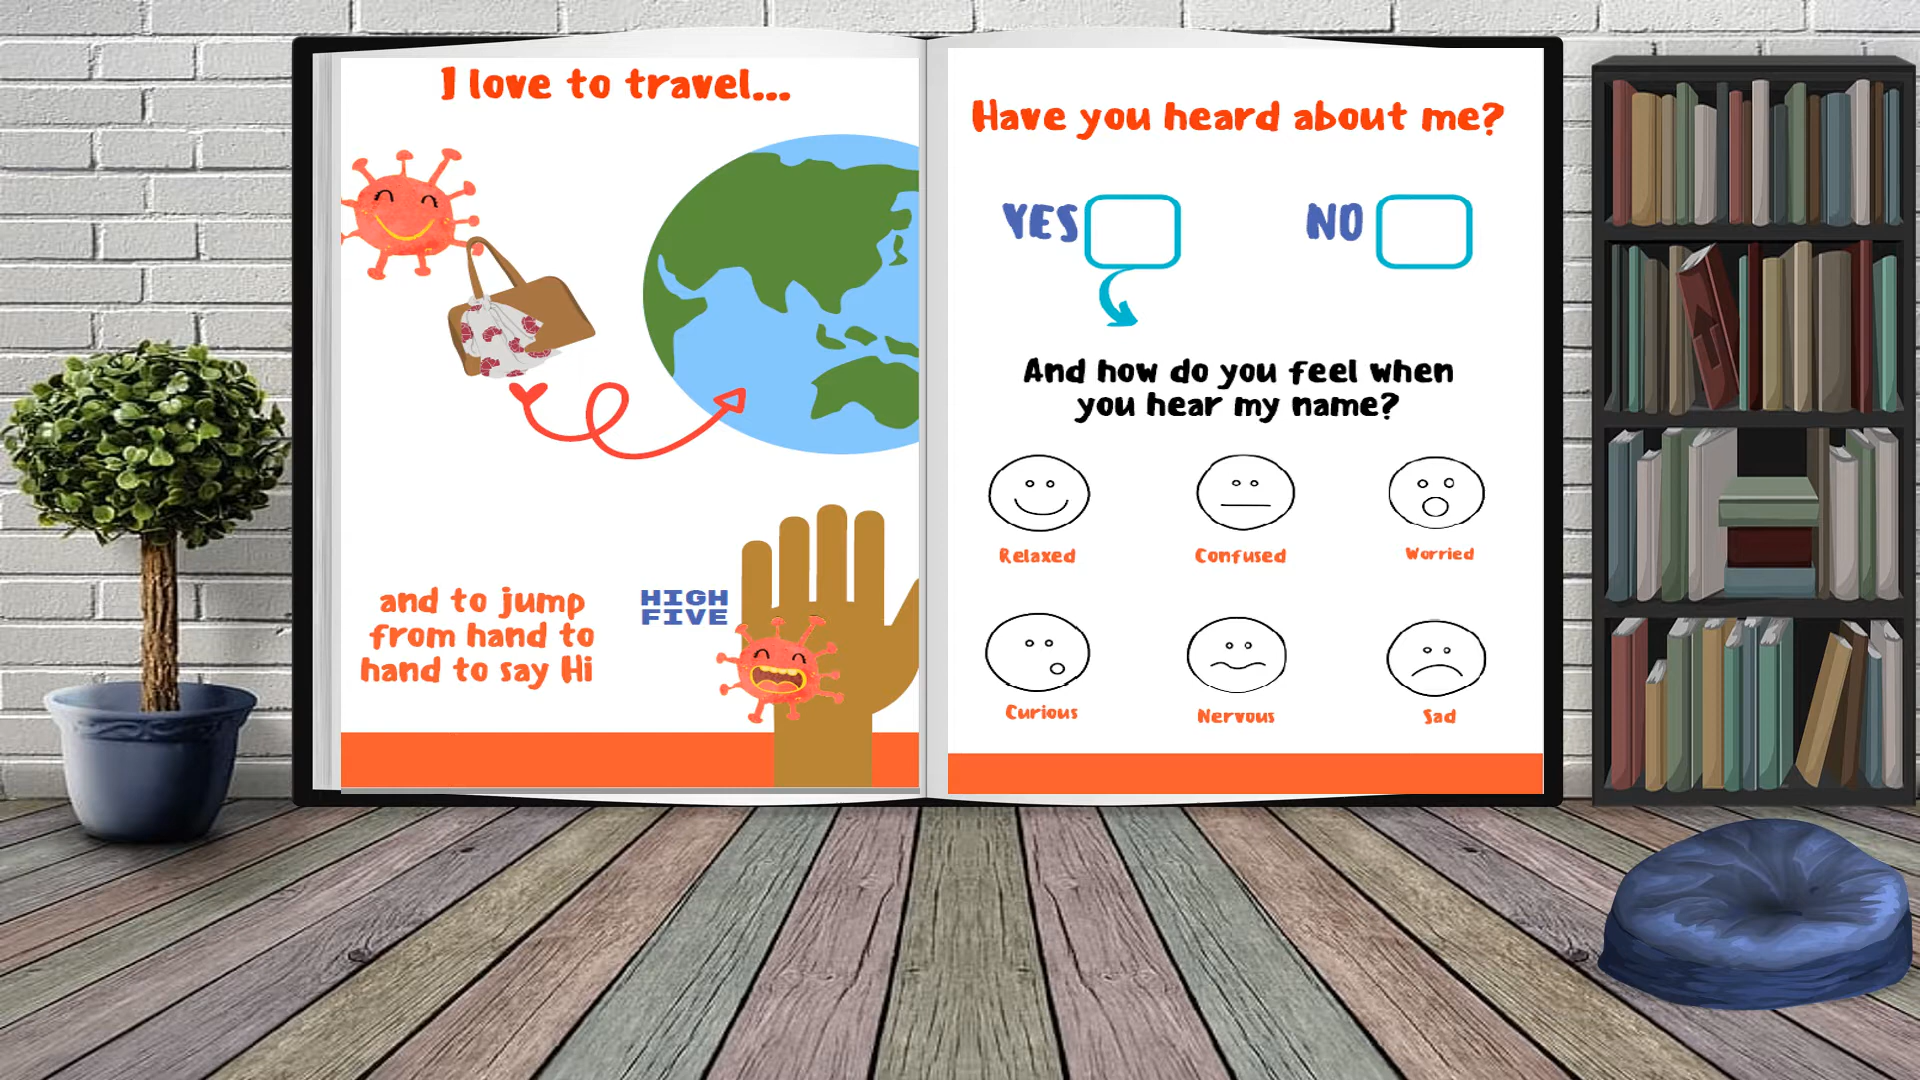 I love to travel...
and to jump
from hand to
hand to say Hi
HIGH
FIVE
Have you heard about me?
YES
NO
And how do you feel when
you hear my name?
Relaxed
Confused
Worried
Curious
Nervous
Sad